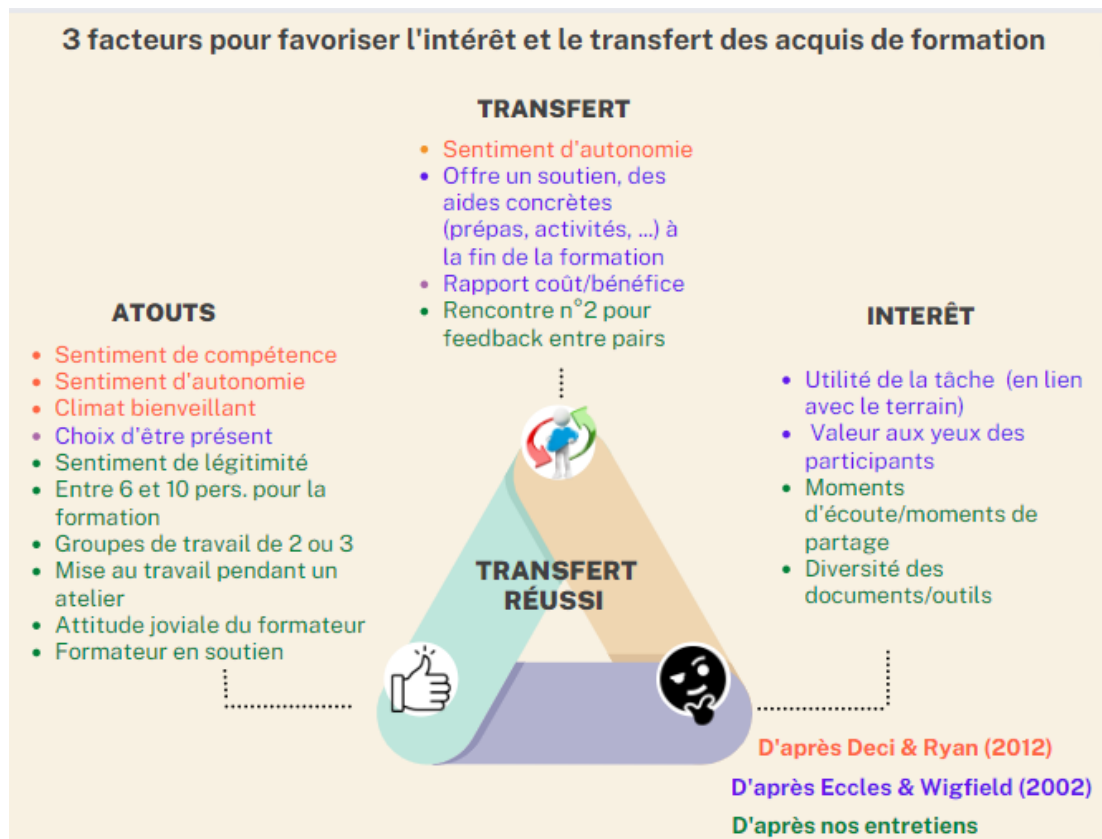 3 facteurs pour favoriser l'intérêt et le transfert des acquis de formation
TRANSFERT
• Sentiment d'autonomie
• Offre un soutien, des
aides concrètes
(prépas, activités, ...) à
la fin de la formation
• Rapport coût/bénéfice
• Rencontre n°2 pour
feedback entre pairs
ATOUTS
• Sentiment de compétence
• Sentiment d'autonomie
• Climat bienveillant
• Choix d'être présent
• Sentiment de légitimité
• Entre 6 et 10 pers. pour la
formation
• Groupes de travail de 2 ou 3
• Mise au travail pendant un
atelier
• Attitude joviale du formateur
• Formateur en soutien
INTERÊT
• Utilité de la tâche (en lien
avec le terrain)
• Valeur aux yeux des
participants
• Moments
d'écoute/moments de
partage
• Diversité des
documents/outils
TRANSFERT
RÉUSSI
D'après Deci & Ryan (2012)
D'après Eccles & Wigfield (2002)
D'après nos entretiens